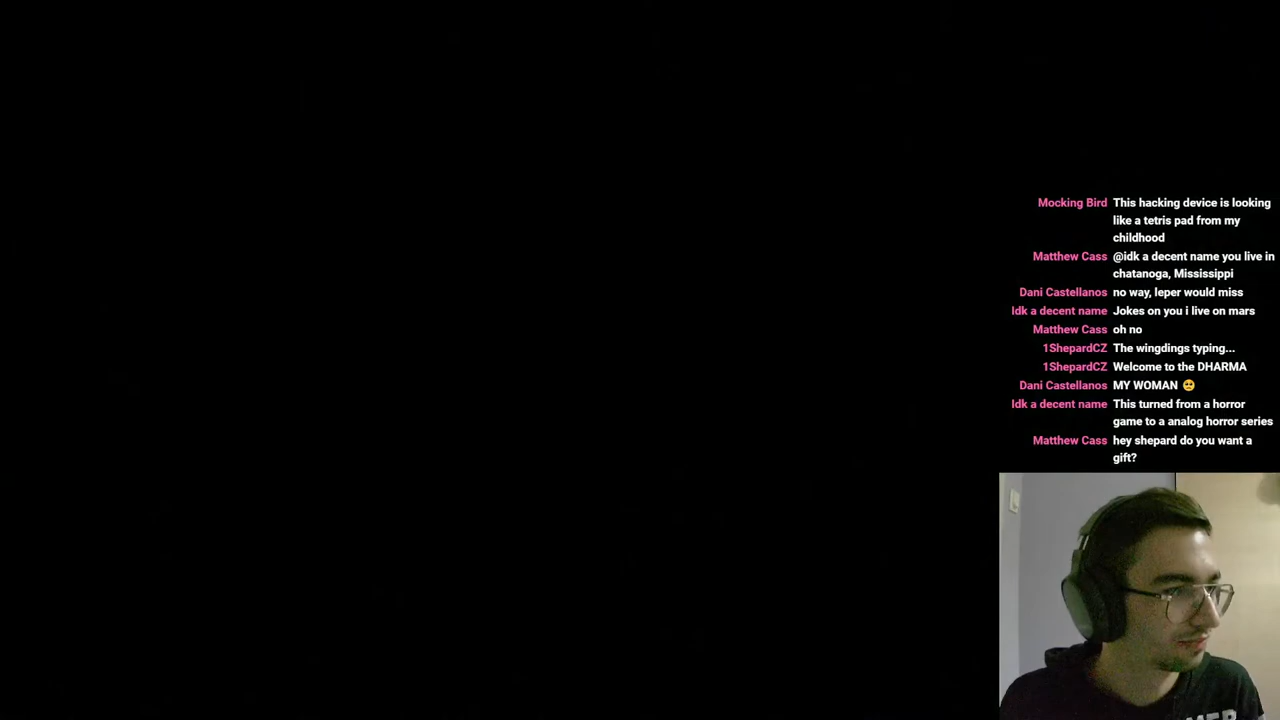 Mocking Bird This hacking device is looking
like a tetris pad from my
childhood
Matthew Cass @idk a decent name you live in
chatanoga, Mississippi
Dani Castellanos no way, leper would miss
Idk a decent name Jokes on you i live on mars
Matthew Cass oh no
1ShepardCZ The wingdings typing...
1ShepardCZ Welcome to the DHARMA
Dani Castellanos MY WOMAN 🥺
Idk a decent name This turned from a horror
game to a analog horror series
Matthew Cass hey shepard do you want a
gift?